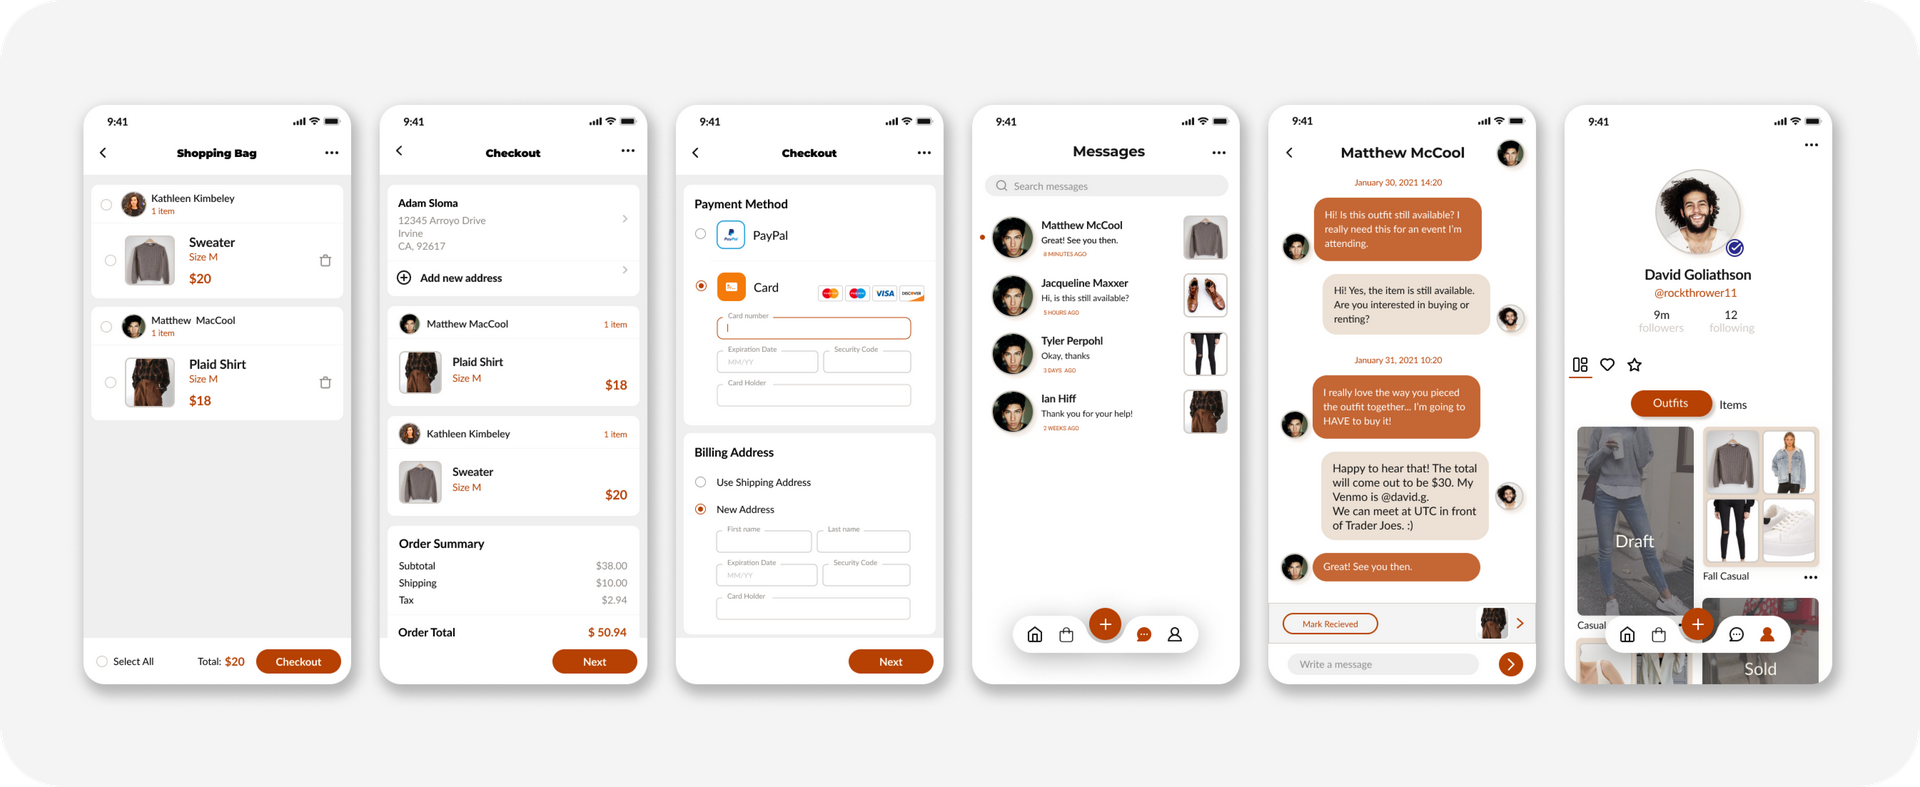 9:41
Shopping Bag
Kathleen Kimbeley
1 item
Sweater
Size M
$20
Matthew MacCool
1 item
Plaid Shirt
Size M
$18
Select All
Total: $20
Checkout
9:41
Checkout
Adam Sloma
12345 Arroyo Drive
Irvine
CA, 92617
Add new address
Matthew MacCool
1 item
Plaid Shirt
Size M
$18
Kathleen Kimbeley
1 item
Sweater
Size M
$20
Order Summary
Subtotal $38.00
Shipping $10.00
Tax $2.94
Order Total $ 50.94
Next
9:41
Checkout
Payment Method
PayPal
PayPal
Card
VISA
DISCOVER
Card number
Expiration Date
MM/YY
Security Code
Card Holder
Billing Address
Use Shipping Address
New Address
First name
Last name
Expiration Date
MM/YY
Security Code
Card Holder
Next
9:41
Messages
Search messages
Matthew McCool
Great! See you then.
8 MINUTES AGO
Jacqueline Maxxer
Hi, is this still available?
5 HOURS AGO
Tyler Perpohl
Okay, thanks
3 DAYS AGO
Ian Hiff
Thank you for your help!
2 WEEKS AGO
9:41
Matthew McCool
January 30, 2021 14:20
Hi! Is this outfit still available? I
really need this for an event I'm
attending.
Hi! Yes, the item is still available.
Are you interested in buying or
renting?
January 31, 2021 10:20
I really love the way you pieced
the outfit together... I'm going to
HAVE to buy it!
Happy to hear that! The total
will come out to be $30. My
Venmo is @david.g.
We can meet at UTC in front
of Trader Joes. :)
Great! See you then.
Mark Recieved
Write a message
9:41
David Goliathson
@rockthrower11
9m
followers
12
following
Outfits
Items
Draft
Fall Casual
Casual
Sold